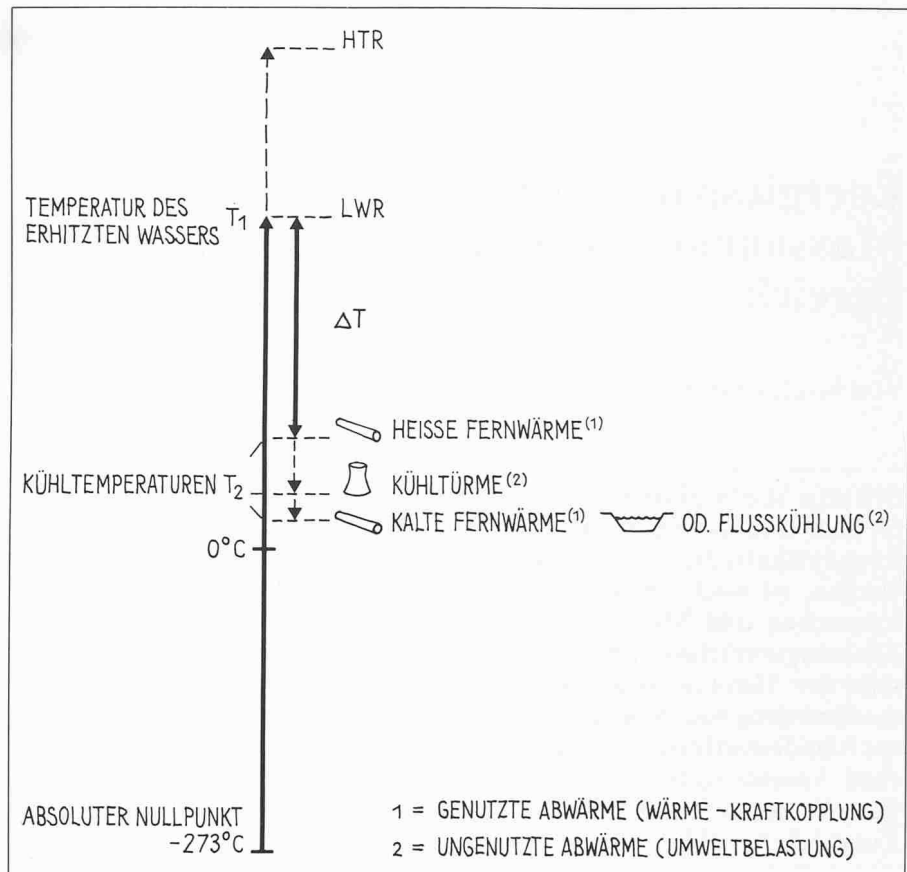 HTR
TEMPERATUR DES
ERHITZTEN WASSERS
T₁
LWR
ΔT
HEISSE FERNWÄRME⁽¹⁾
KÜHLTEMPERATUREN T₂
KÜHLTÜRME⁽²⁾
KALTE FERNWÄRME⁽¹⁾
OD. FLUSSKÜHLUNG⁽²⁾
0°C
ABSOLUTER NULLPUNKT
-273°C
1 = GENUTZTE ABWÄRME (WÄRME-KRAFTKOPPLUNG)
2 = UNGENUTZTE ABWÄRME (UMWELTBELASTUNG)